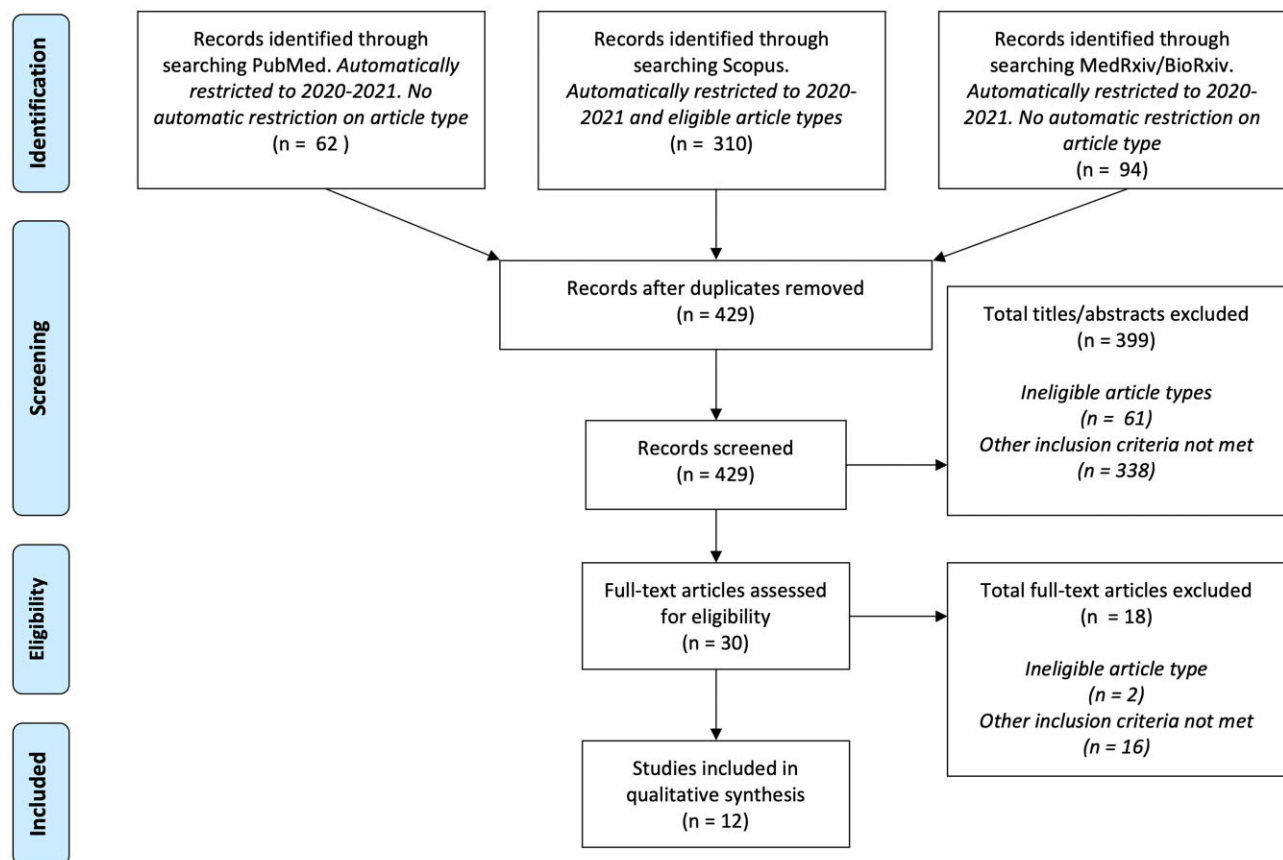 Identification
Records identified through
searching PubMed. Automatically
restricted to 2020-2021. No
automatic restriction on article type
(n =  62 )
Records identified through
searching Scopus.
Automatically restricted to 2020-
2021 and eligible article types
(n =  310)
Records identified through
searching MedRxiv/BioRxiv.
Automatically restricted to 2020-
2021. No automatic restriction on
article type
(n =  94)
Screening
Records after duplicates removed
(n = 429)
Records screened
(n = 429)
Total titles/abstracts excluded
(n = 399)
Ineligible article types
(n =  61)
Other inclusion criteria not met
(n = 338)
Eligibility
Full-text articles assessed
for eligibility
(n = 30)
Total full-text articles excluded
(n  = 18)
Ineligible article type
(n = 2)
Other inclusion criteria not met
(n = 16)
Included
Studies included in
qualitative synthesis
(n = 12)